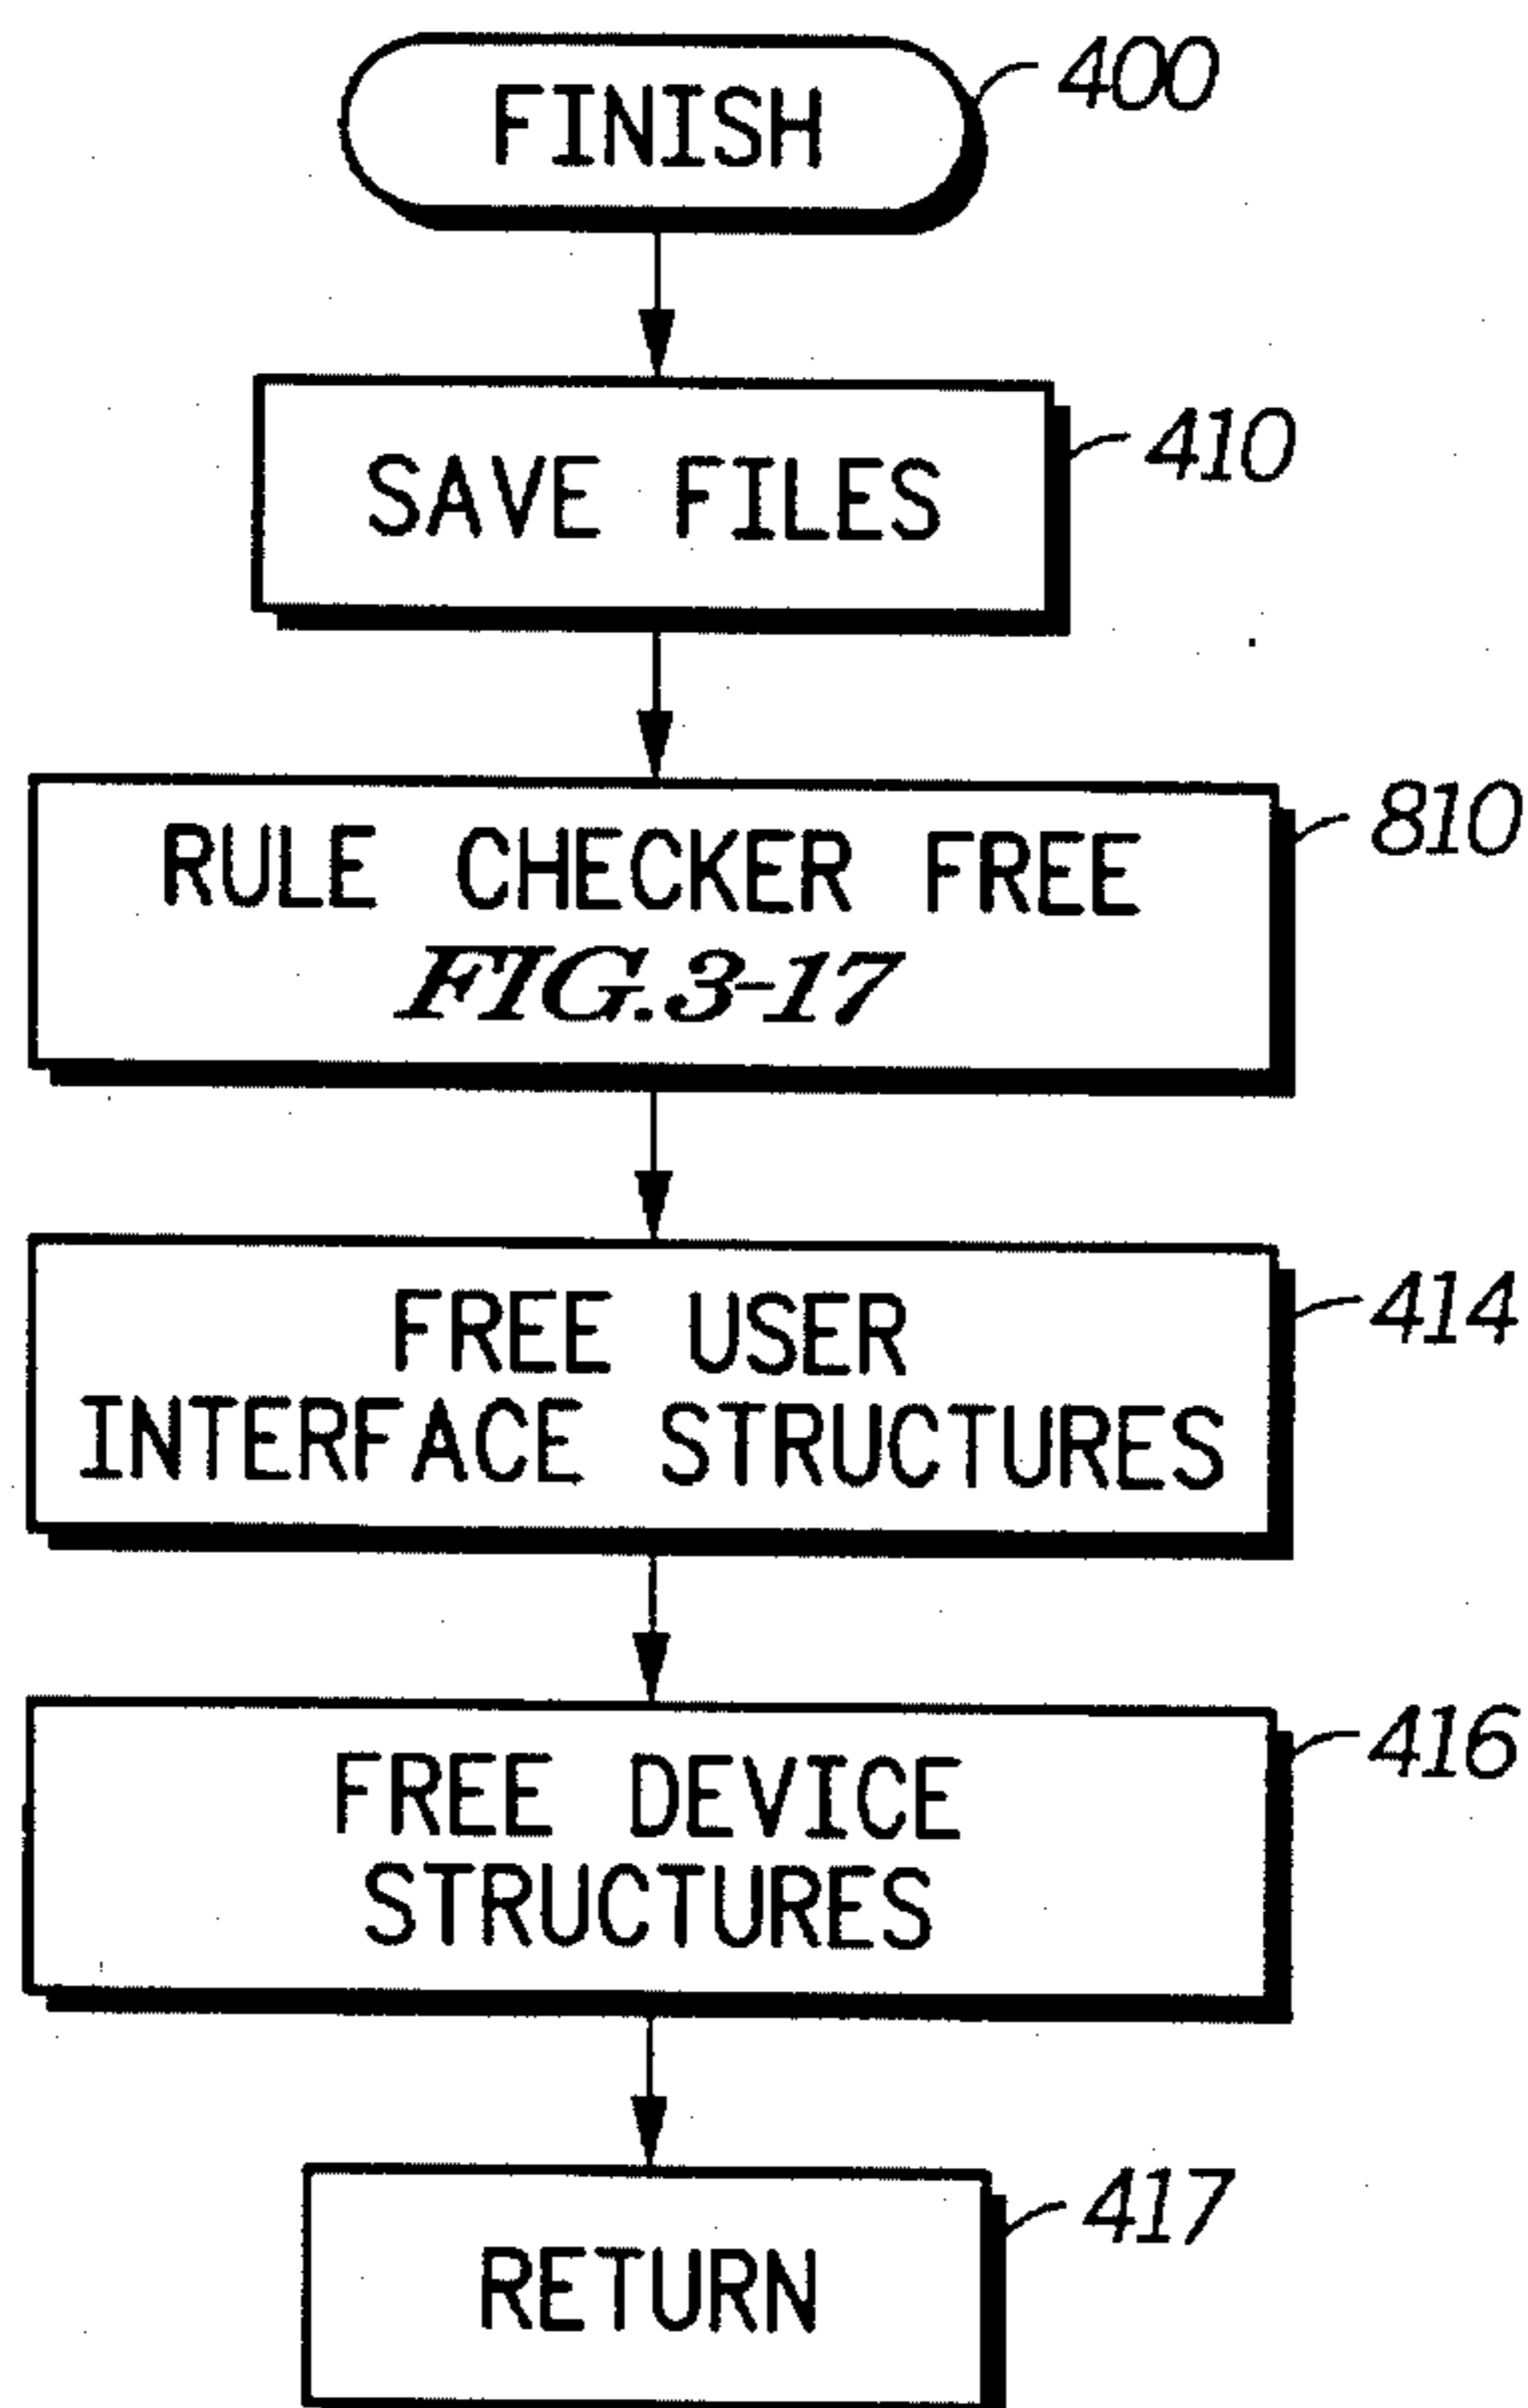 FINISH
400
SAVE FILES
410
RULE CHECKER FREE
FIG.3-17
810
FREE USER
INTERFACE STRUCTURES
414
FREE DEVICE
STRUCTURES
416
RETURN
417